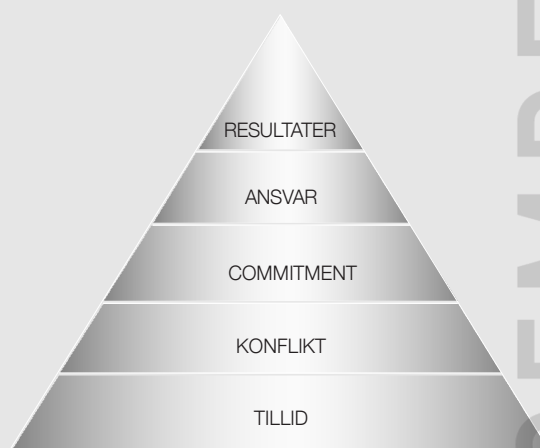 RESULTATER
ANSVAR
COMMITMENT
KONFLIKT
TILLID